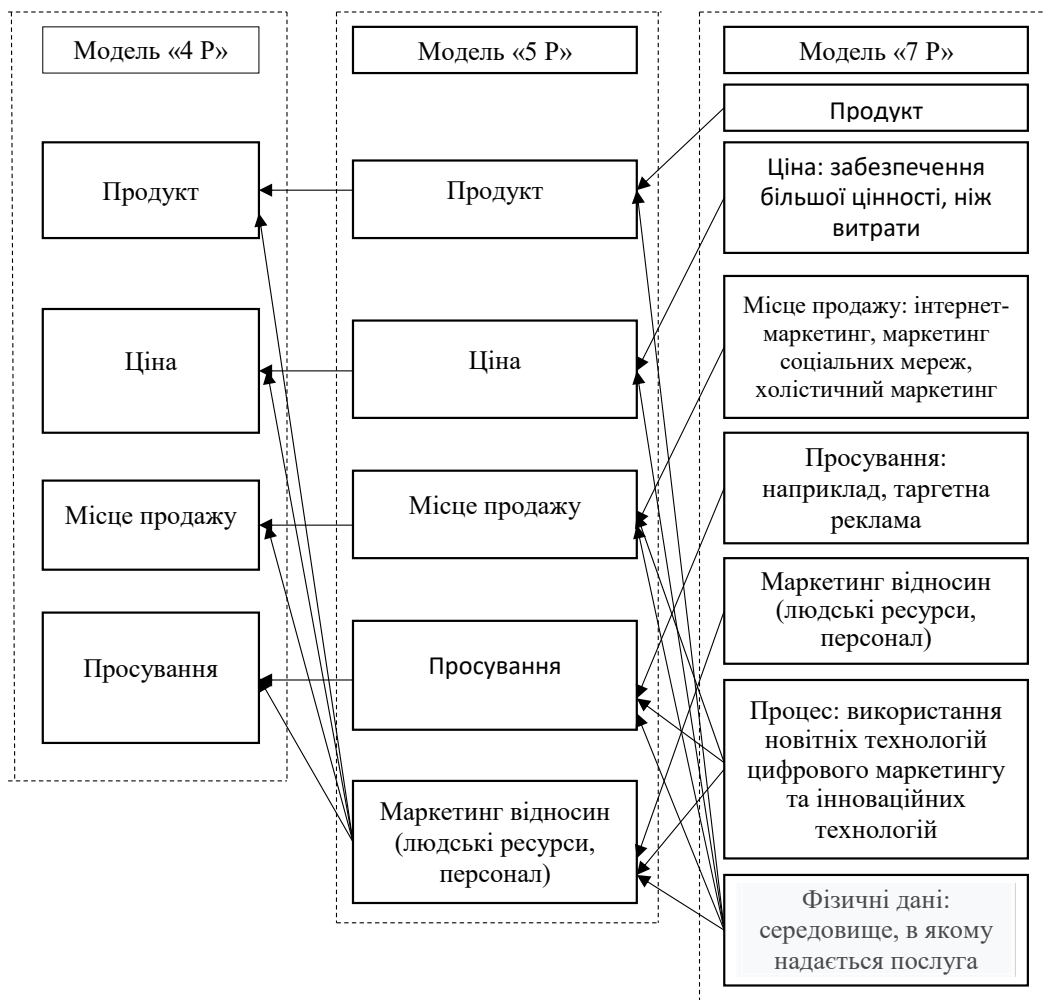 Модель «4 Р»
Продукт
Ціна
Місце продажу
Просування
Модель «5 Р»
Продукт
Ціна
Місце продажу
Просування
Маркетинг відносин
(людські ресурси,
персонал)
Модель «7 Р»
Продукт
Ціна: забезпечення
більшої цінності, ніж
витрати
Місце продажу: інтернет-
маркетинг, маркетинг
соціальних мереж,
холістичний маркетинг
Просування:
наприклад, таргетна
реклама
Маркетинг відносин
(людські ресурси,
персонал)
Процес: використання
новітніх технологій
цифрового маркетингу
та інноваційних
технологій
Фізичні дані:
середовище, в якому
надається послуга